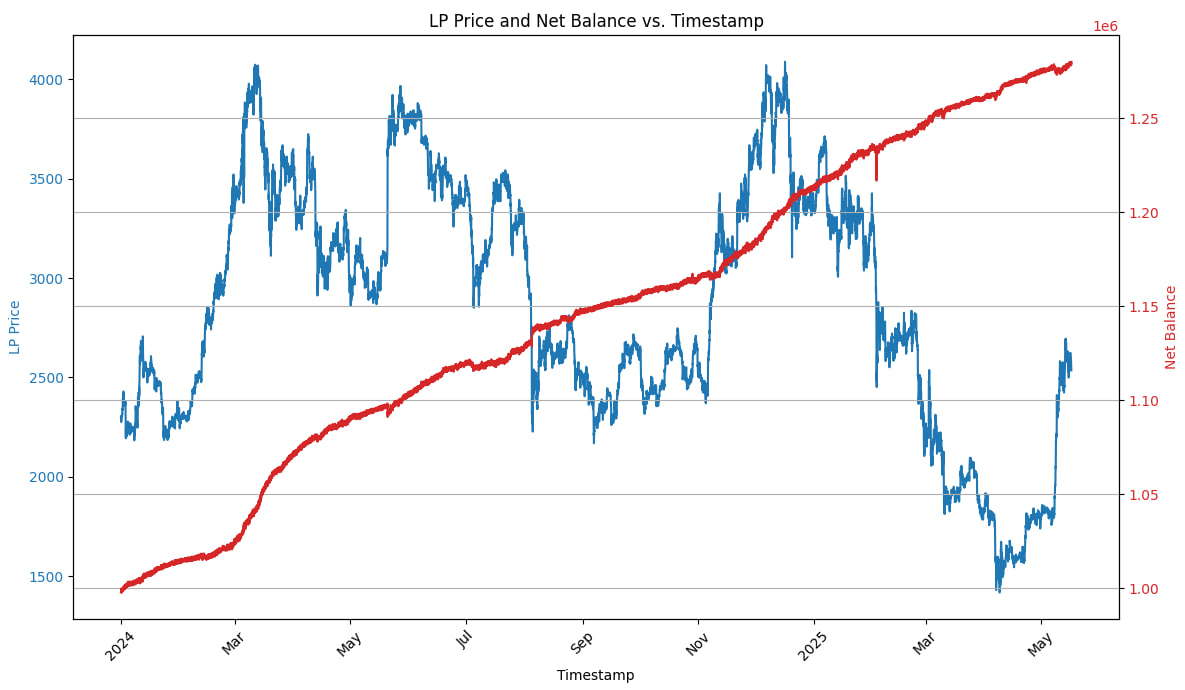 LP Price and Net Balance vs. Timestamp
1e6
4000
3500
3000
2500
2000
1500
LP Price
1.25
1.20
1.15
1.10
1.05
1.00
Net Balance
2024
Mar
May
Jul
Sep
Nov
2025
Mar
May
Timestamp